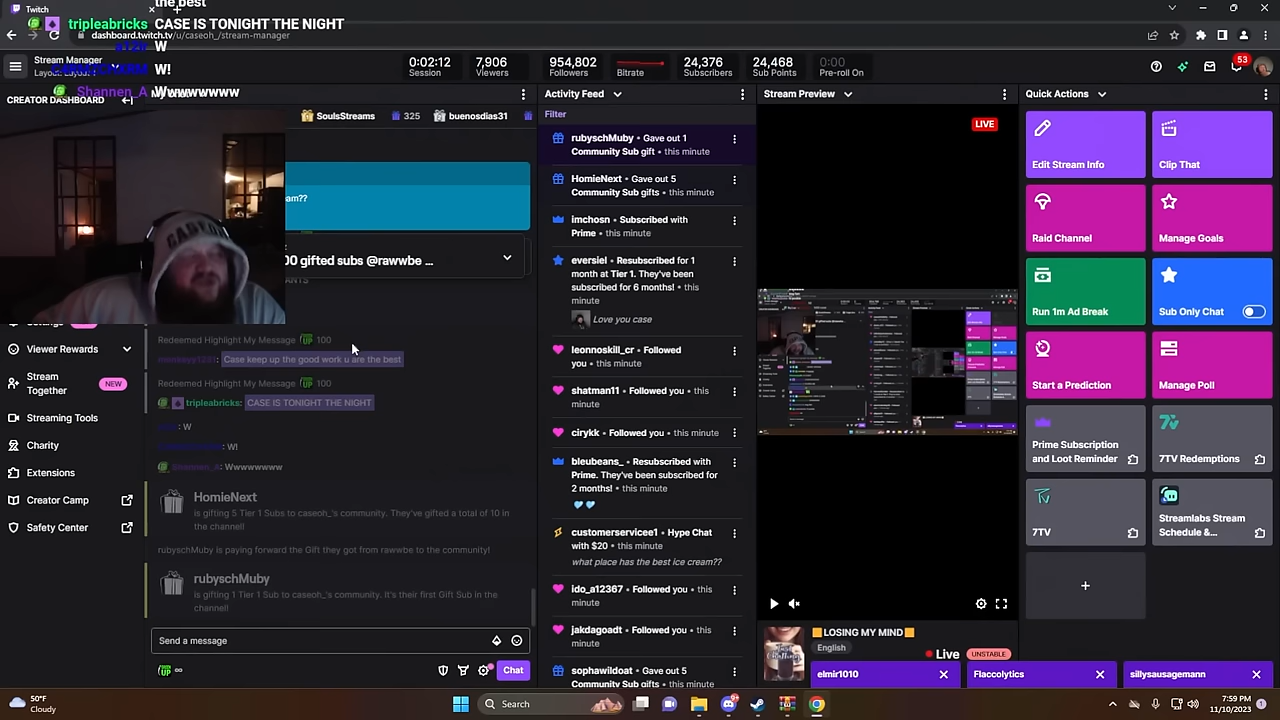 Twitch
the best
tripleabricks CASE IS TONIGHT THE NIGHT
dashboard.twitch.tv/u/caseoh_/stream-manager
W
W!
Shannen_A Wwwwwwww
Stream Manager
0:02:12
Session
7,906
Viewers
954,802
Followers
Bitrate
24,376
Subscribers
24,468
Sub Points
0:00
Pre-roll On
53
CREATOR DASHBOARD
SoulsStreams
325
buenosdias31
am??
00 gifted subs @rawwbe ...
Viewer Rewards
Stream
Together
NEW
Streaming Tools
Charity
Extensions
Creator Camp
Safety Center
Redeemed Highlight My Message 100
: Case keep up the good work u are the best
Redeemed Highlight My Message 100
tripleabricks: CASE IS TONIGHT THE NIGHT
: W
: W!
Shannen_A: Wwwwwwww
HomieNext
is gifting 5 Tier 1 Subs to caseoh_'s community. They've gifted a total of 10 in
the channel!
rubyschMuby is paying forward the Gift they got from rawwbe to the community!
rubyschMuby
is gifting 1 Tier 1 Sub to caseoh_'s community. It's their first Gift Sub in the
channel!
Send a message
Chat
Activity Feed
Filter
rubyschMuby • Gave out 1
Community Sub gift • this minute
HomieNext • Gave out 5
Community Sub gifts • this minute
imchosn • Subscribed with
Prime • this minute
eversiel • Resubscribed for 1
month at Tier 1. They've been
subscribed for 6 months! • this
minute
Love you case
• Followed
you • this minute
shatman11 • Followed you • this
minute
cirykk • Followed you • this minute
bleubeans_ • Resubscribed with
Prime. They've been subscribed for
2 months! • this minute
customerservicee1 • Hype Chat
with $20 • this minute
what place has the best ice cream??
ido_a12367 • Followed you • this
minute
jakdagoadt • Followed you • this
minute
sophawildoat • Gave out 5
Community Sub gifts • this
Stream Preview
LIVE
LOSING MY MIND
English
Live
UNSTABLE
Quick Actions
Edit Stream Info
Clip That
Raid Channel
Manage Goals
Run 1m Ad Break
Sub Only Chat
Start a Prediction
Manage Poll
Prime Subscription
and Loot Reminder
7TV Redemptions
7TV
Streamlabs Stream
Schedule &...
+
elmir1010
Flaccolytics
sillysausagemann
50°F
Cloudy
Search
7:59 PM
11/10/2023